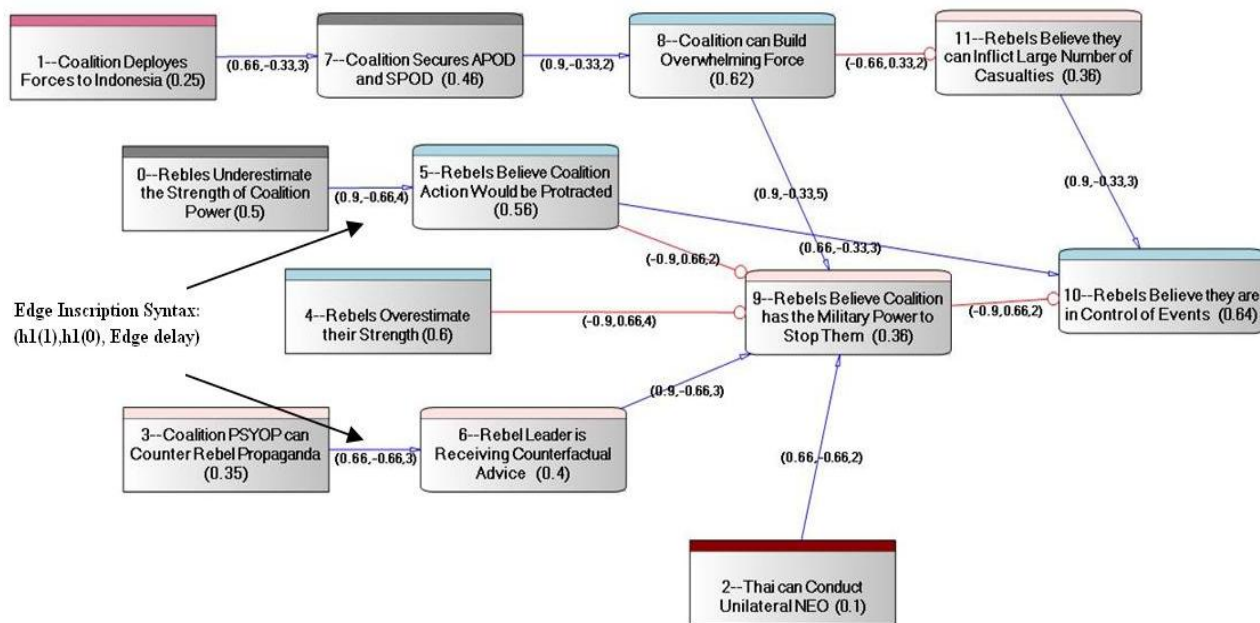 1--Coalition Deployes
Forces to Indonesia (0.25)
(0.66,-0.33,3)
7--Coalition Secures APOD
and SPOD (0.46)
(0.9,-0.33,2)
8--Coalition can Build
Overwhelming Force
(0.62)
(-0.66,0.33,2)
11--Rebels Believe they
can Inflict Large Number of
Casualties (0.36)
0--Rebles Underestimate
the Strength of Coalition
Power (0.5)
(0.9,-0.66,4)
5--Rebels Believe Coalition
Action Would be Protracted
(0.56)
(0.9,-0.33,5)
(0.9,-0.33,3)
(0.66,-0.33,3)
(-0.9,0.66,2)
Edge Inscription Syntax:
(h1(1),h1(0), Edge delay)
4--Rebels Overestimate
their Strength (0.6)
(-0.9,0.66,4)
9--Rebels Believe Coalition
has the Military Power to
Stop Them (0.36)
(-0.9,0.66,2)
10--Rebels Believe they are
in Control of Events (0.64)
3--Coalition PSYOP can
Counter Rebel Propaganda
(0.35)
(0.66,-0.66,3)
6--Rebel Leader is
Receiving Counterfactual
Advice (0.4)
(0.9,-0.66,3)
(0.66,-0.66,2)
2--Thai can Conduct
Unilateral NEO (0.1)